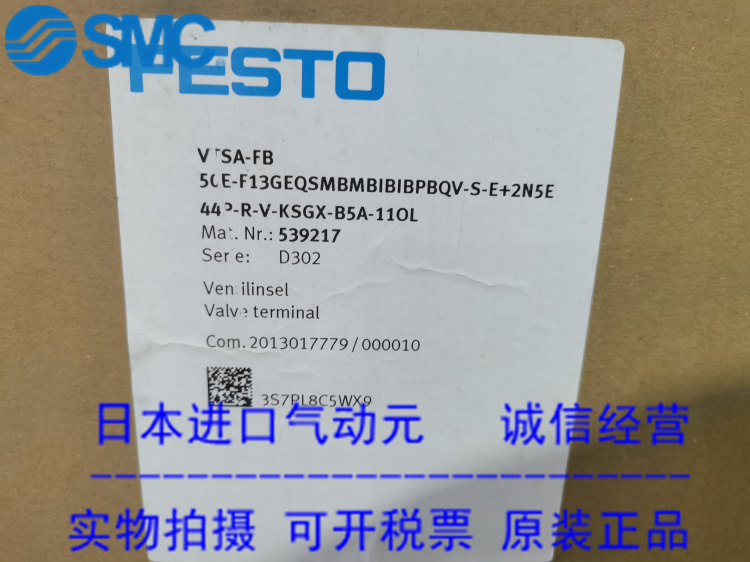 SMC
FESTO
VTSA-FB
50E-F13GEQSMBMBIBIBPBQV-S-E+2N5E
44P-R-V-KSGX-B5A-11OL
Mat. Nr.: 539217
Serie: D302
Ventilinsel
Valve terminal
Com. 2013017779/000010
3S7PL8C5WX9
日本进口气动元 诚信经营
实物拍摄 可开税票 原装正品